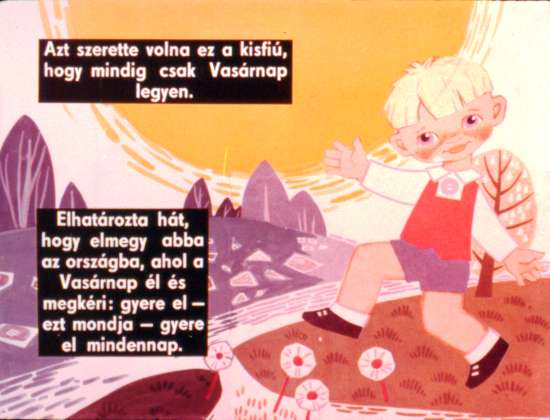 Azt szerette volna ez a kisfiú,
hogy mindig csak Vasárnap
legyen.
Elhatározta hát,
hogy elmegy abba
az országba, ahol a
Vasárnap él és
megkéri: gyere el —
ezt mondja — gyere
el mindennap.